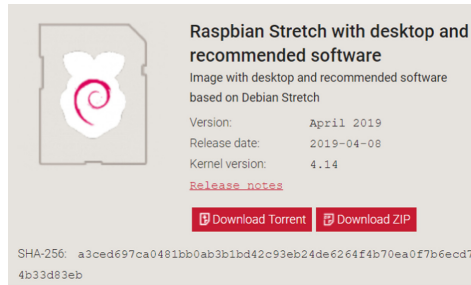 Raspbian Stretch with desktop and
recommended software
Image with desktop and recommended software
based on Debian Stretch
Version: April 2019
Release date: 2019-04-08
Kernel version: 4.14
Release notes
Download Torrent Download ZIP
SHA-256: a3ced697ca0481bb0ab3b1bd42c93eb24de6264f4b70ea0f7b6ecd7
4b33d83eb